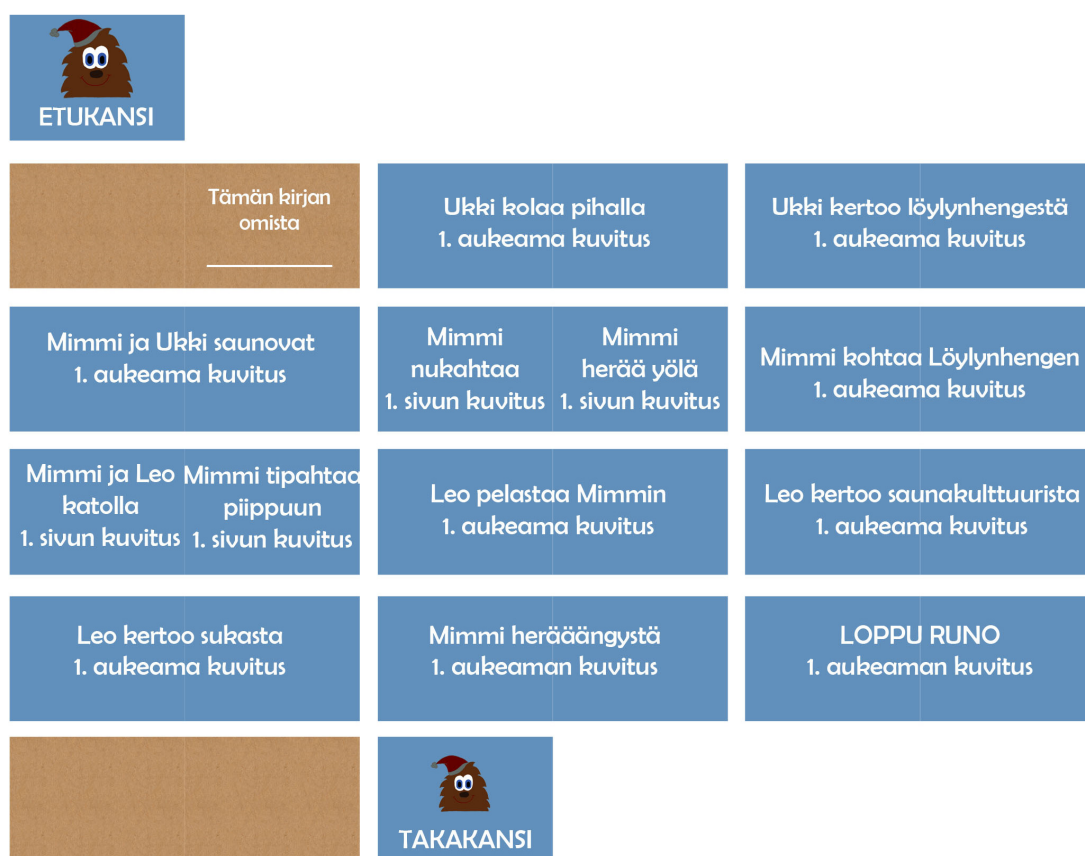 ETUKANSI
Tämän kirjan
omista
Ukki kolaa pihalla
1. aukeama kuvitus
Ukki kertoo löylynhengestä
1. aukeama kuvitus
Mimmi ja Ukki saunovat
1. aukeama kuvitus
Mimmi
nukahtaa
1. sivun kuvitus
Mimmi
herää yölä
1. sivun kuvitus
Mimmi kohtaa Löylynhengen
1. aukeama kuvitus
Mimmi ja Leo
katolla
1. sivun kuvitus
Mimmi tipahtaa
piippuun
1. sivun kuvitus
Leo pelastaa Mimmin
1. aukeama kuvitus
Leo kertoo saunakulttuurista
1. aukeama kuvitus
Leo kertoo sukasta
1. aukeama kuvitus
Mimmi herääängystä
1. aukeaman kuvitus
LOPPU RUNO
1. aukeaman kuvitus
TAKAKANSI